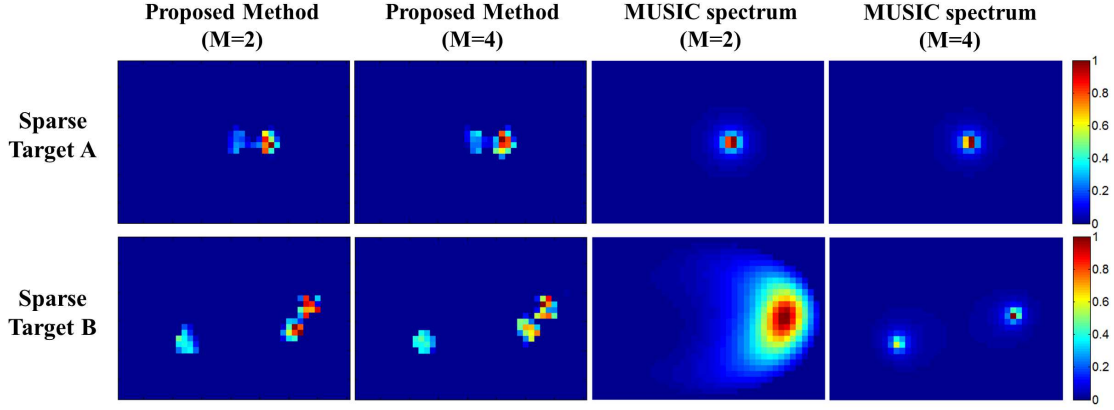 Proposed Method
(M=2)
Proposed Method
(M=4)
MUSIC spectrum
(M=2)
MUSIC spectrum
(M=4)
Sparse
Target A
1
0.8
0.6
0.4
0.2
0
Sparse
Target B
1
0.8
0.6
0.4
0.2
0